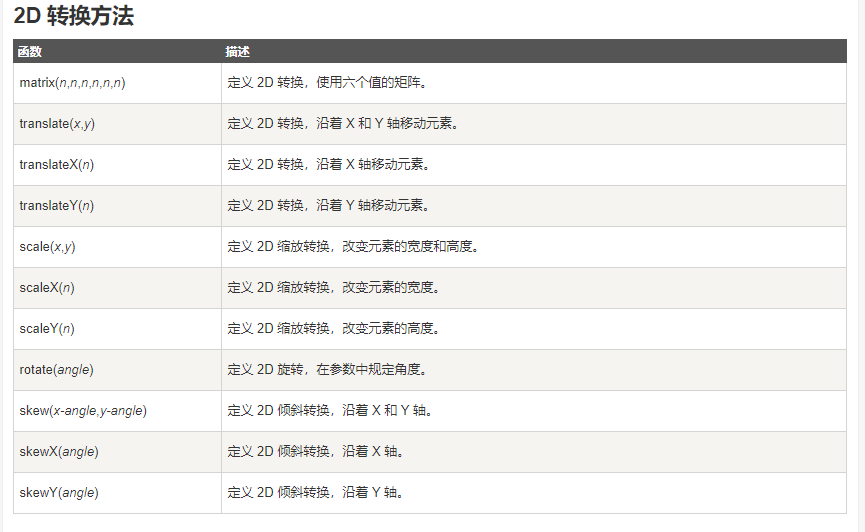 2D 转换方法
函数 描述
matrix(n,n,n,n,n,n) 定义 2D 转换，使用六个值的矩阵。
translate(x,y) 定义 2D 转换，沿着 X 和 Y 轴移动元素。
translateX(n) 定义 2D 转换，沿着 X 轴移动元素。
translateY(n) 定义 2D 转换，沿着 Y 轴移动元素。
scale(x,y) 定义 2D 缩放转换，改变元素的宽度和高度。
scaleX(n) 定义 2D 缩放转换，改变元素的宽度。
scaleY(n) 定义 2D 缩放转换，改变元素的高度。
rotate(angle) 定义 2D 旋转，在参数中规定角度。
skew(x-angle,y-angle) 定义 2D 倾斜转换，沿着 X 和 Y 轴。
skewX(angle) 定义 2D 倾斜转换，沿着 X 轴。
skewY(angle) 定义 2D 倾斜转换，沿着 Y 轴。